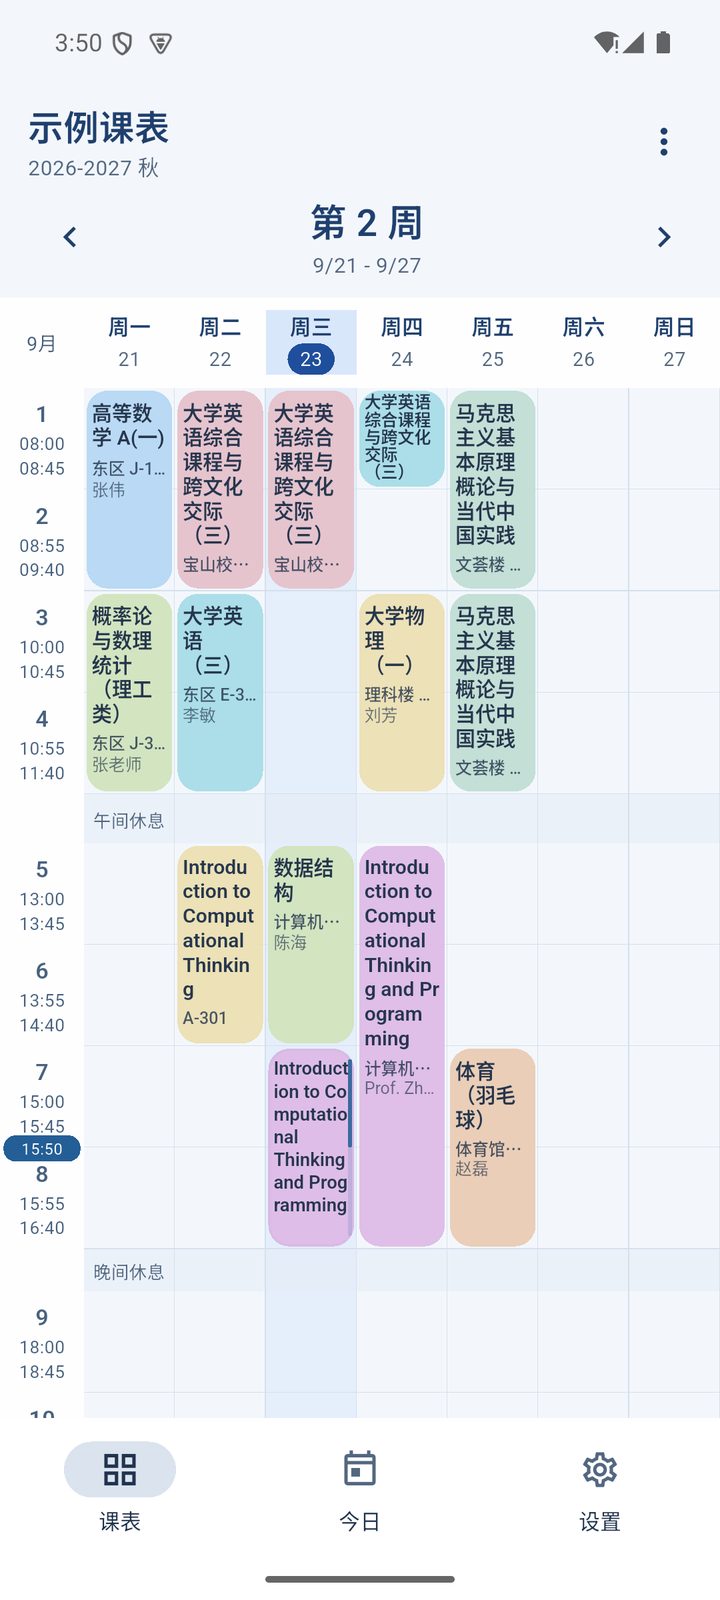 3:50
示例课表
2026-2027 秋
第 2 周
9/21 - 9/27
9月
周一
21
周二
22
周三
23
周四
24
周五
25
周六
26
周日
27
1
08:00
08:45
2
08:55
09:40
高等数
学 A(一)
东区 J-1...
张伟
大学英
语综合
课程与
跨文化
交际
（三）
宝山校...
大学英
语综合
课程与
跨文化
交际
（三）
宝山校...
大学英语
综合课程
与跨文化
交际
（三）
马克思
主义基
本原理
概论与
当代中
国实践
文荟楼 ...
3
10:00
10:45
4
10:55
11:40
概率论
与数理
统计
（理工
类）
东区 J-3...
张老师
大学英
语
（三）
东区 E-3...
李敏
大学物
理
（一）
理科楼 ...
刘芳
马克思
主义基
本原理
概论与
当代中
国实践
文荟楼 ...
午间休息
5
13:00
13:45
6
13:55
14:40
Introdu
ction to
Comput
ational
Thinkin
g
A-301
数据结
构
计算机...
陈海
Introdu
ction to
Comput
ational
Thinkin
g and Pr
ogram
ming
计算机...
Prof. Zh...
7
15:00
15:45
15:50
8
15:55
16:40
Introduct
ion to Co
mputatio
nal
Thinking
and Prog
ramming
体育
（羽毛
球）
体育馆...
赵磊
晚间休息
9
18:00
18:45
10
课表
今日
设置